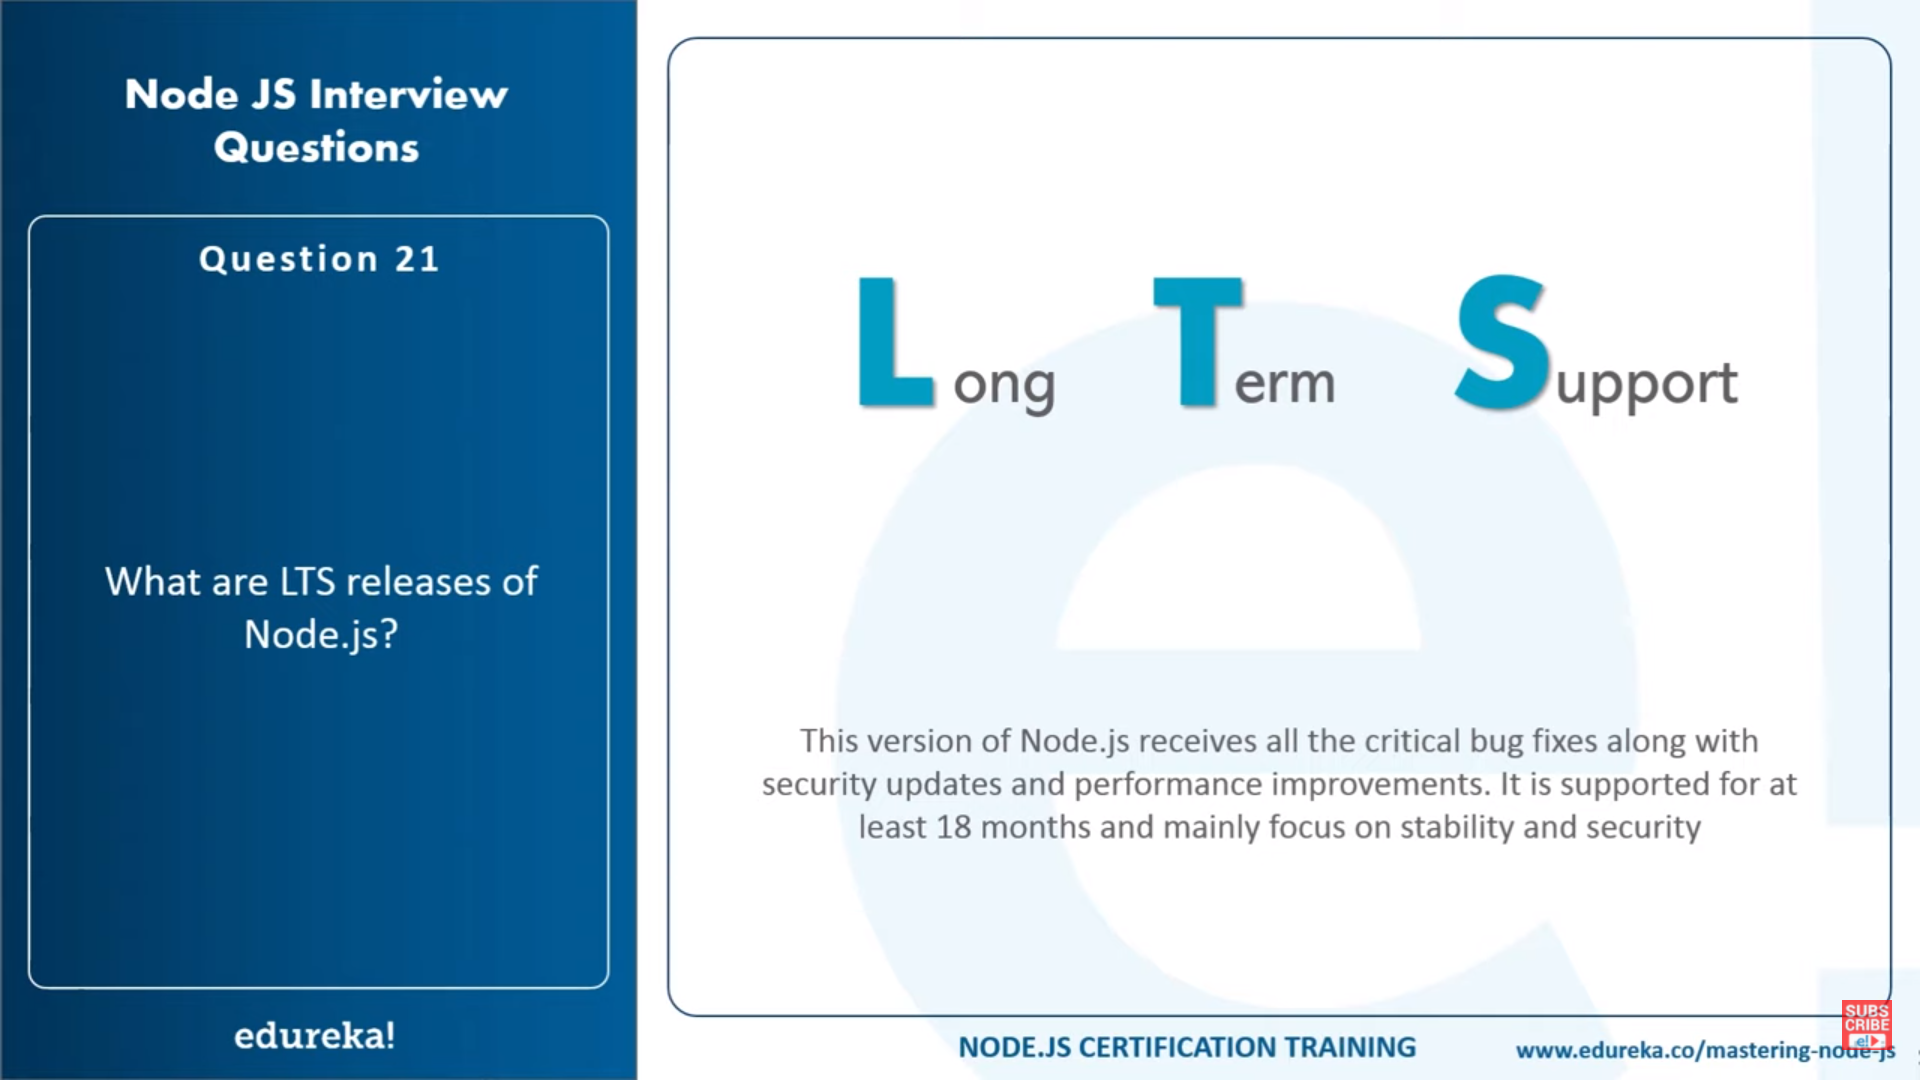 Node JS Interview
Questions
Question 21
What are LTS releases of
Node.js?
edureka!
Long Term Support
This version of Node.js receives all the critical bug fixes along with
security updates and performance improvements. It is supported for at
least 18 months and mainly focus on stability and security
NODE.JS CERTIFICATION TRAINING
www.edureka.co/mastering-node-js
SUBS
CRIBE
e!